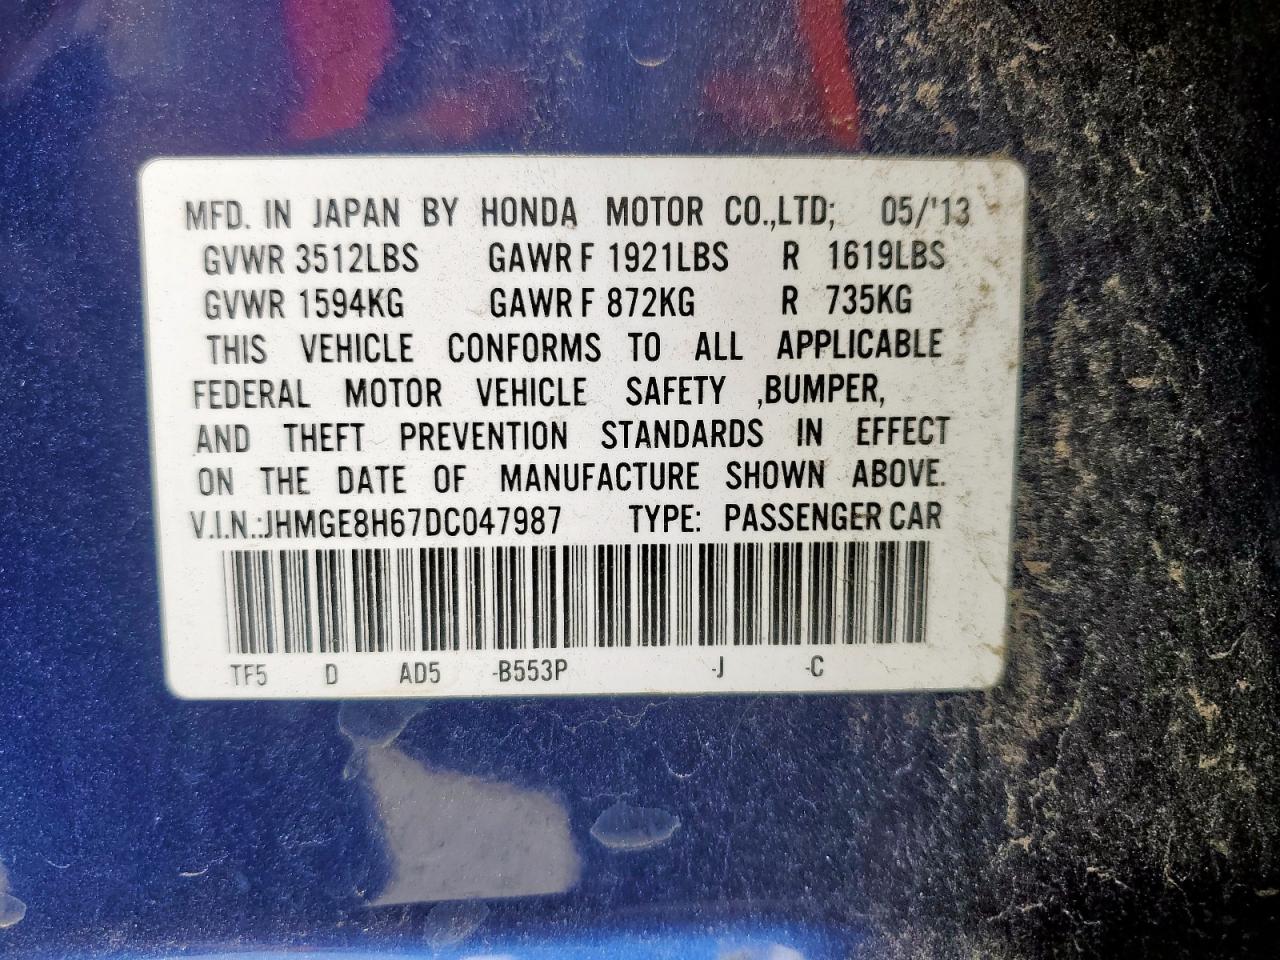 MFD. IN JAPAN BY HONDA MOTOR CO.,LTD; 05/'13
GVWR 3512LBS GAWR F 1921LBS R 1619LBS
GVWR 1594KG GAWR F 872KG R 735KG
THIS VEHICLE CONFORMS TO ALL APPLICABLE
FEDERAL MOTOR VEHICLE SAFETY ,BUMPER,
AND THEFT PREVENTION STANDARDS IN EFFECT
ON THE DATE OF MANUFACTURE SHOWN ABOVE.
V.I.N.:JHMGE8H67DC047987 TYPE: PASSENGER CAR
TF5 D AD5 -B553P -J -C